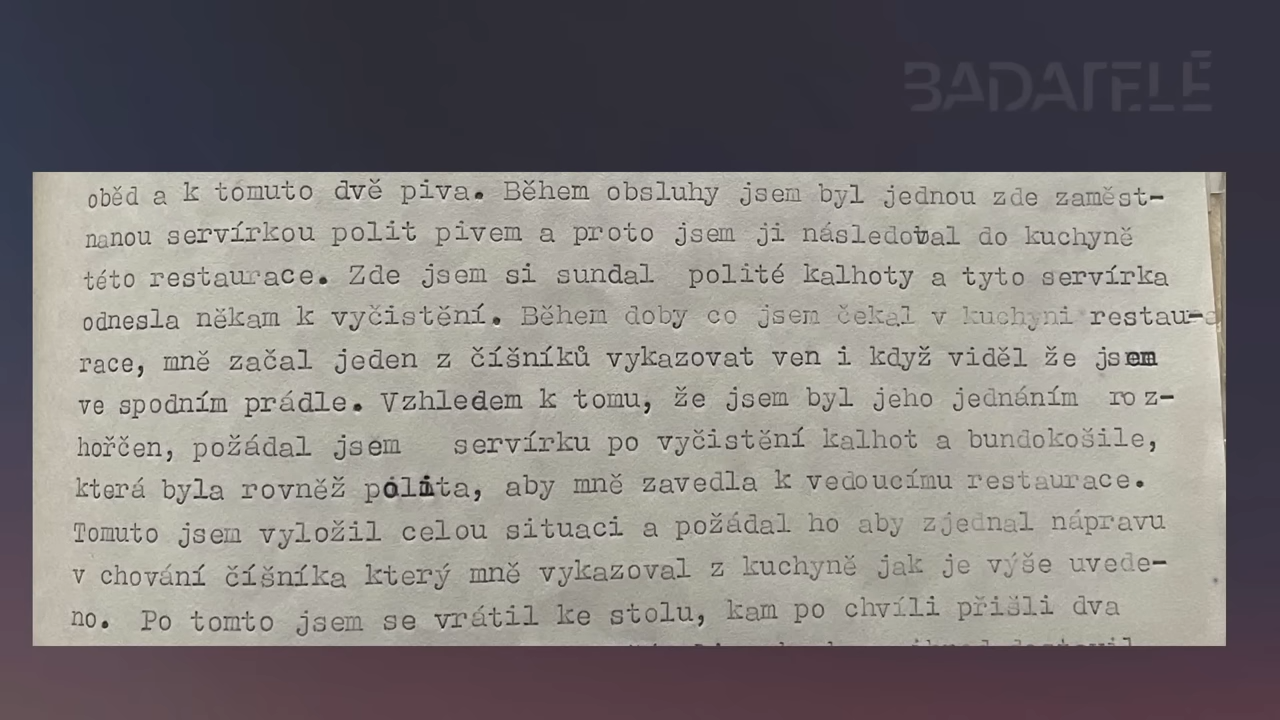 BADATELÉ
oběd a k tomuto dvě piva. Během obsluhy jsem byl jednou zde zaměst-
nanou servírkou polit pivem a proto jsem ji následoval do kuchyně
této restaurace. Zde jsem si sundal polité kalhoty a tyto servírka
odnesla někam k vyčistění. Během doby co jsem čekal v kuchyni restau-
race, mně začal jeden z číšníků vykazovat ven i když viděl že jsem
ve spodním prádle. Vzhledem k tomu, že jsem byl jeho jednáním roz-
hořčen, požádal jsem servírku po vyčistění kalhot a bundokošile,
která byla rovněž polita, aby mně zavedla k vedoucímu restaurace.
Tomuto jsem vyložil celou situaci a požádal ho aby zjednal nápravu
v chování číšníka který mně vykazoval z kuchyně jak je výše uvede-
no. Po tomto jsem se vrátil ke stolu, kam po chvíli přišli dva